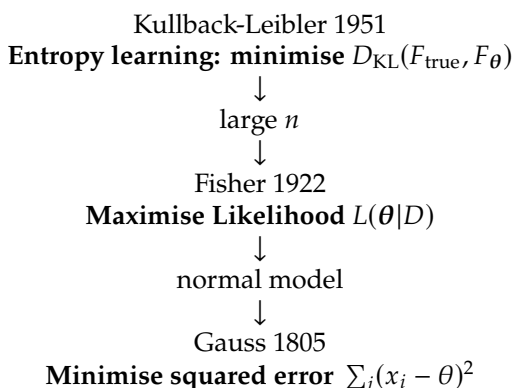 Kullback-Leibler 1951
Entropy learning: minimise D_KL(F_true, F_θ)
↓
large n
↓
Fisher 1922
Maximise Likelihood L(θ|D)
↓
normal model
↓
Gauss 1805
Minimise squared error ∑_i(x_i − θ)²